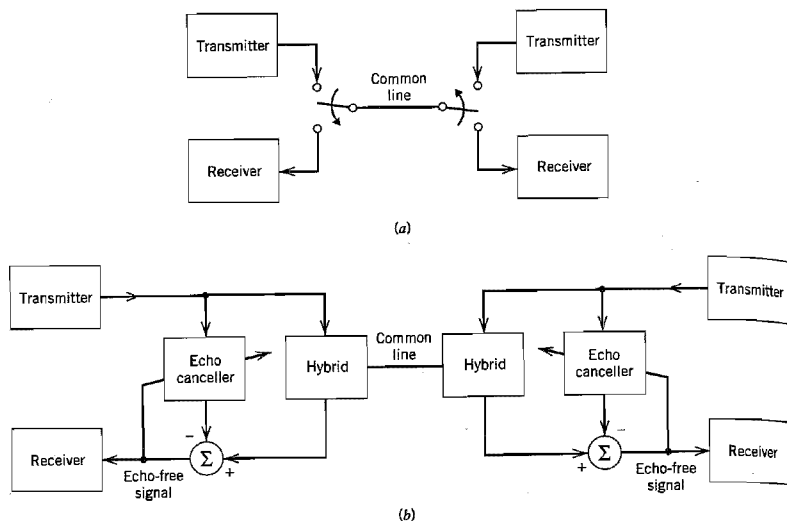 Transmitter
Transmitter
Common
line
Receiver
Receiver
(a)
Transmitter
Transmitter
Echo
canceller
Hybrid
Common
line
Hybrid
Echo
canceller
Receiver
−
Σ
+
Echo-free
signal
−
+
Σ
Echo-free
signal
Receiver
(b)